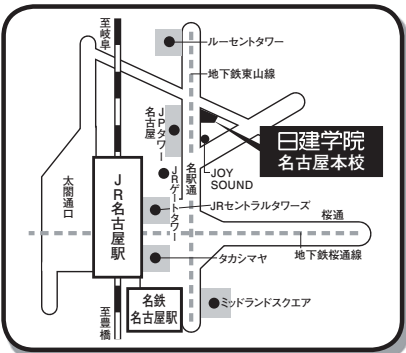 至岐阜
ルーセントタワー
地下鉄東山線
JPタワー
名古屋
日建学院
名古屋本校
名駅通
JOY
SOUND
JRゲートタワー
太閤通口
JR名古屋駅
JRセントラルタワーズ
桜通
地下鉄桜通線
タカシマヤ
名鉄
名古屋駅
ミッドランドスクエア
至豊橋